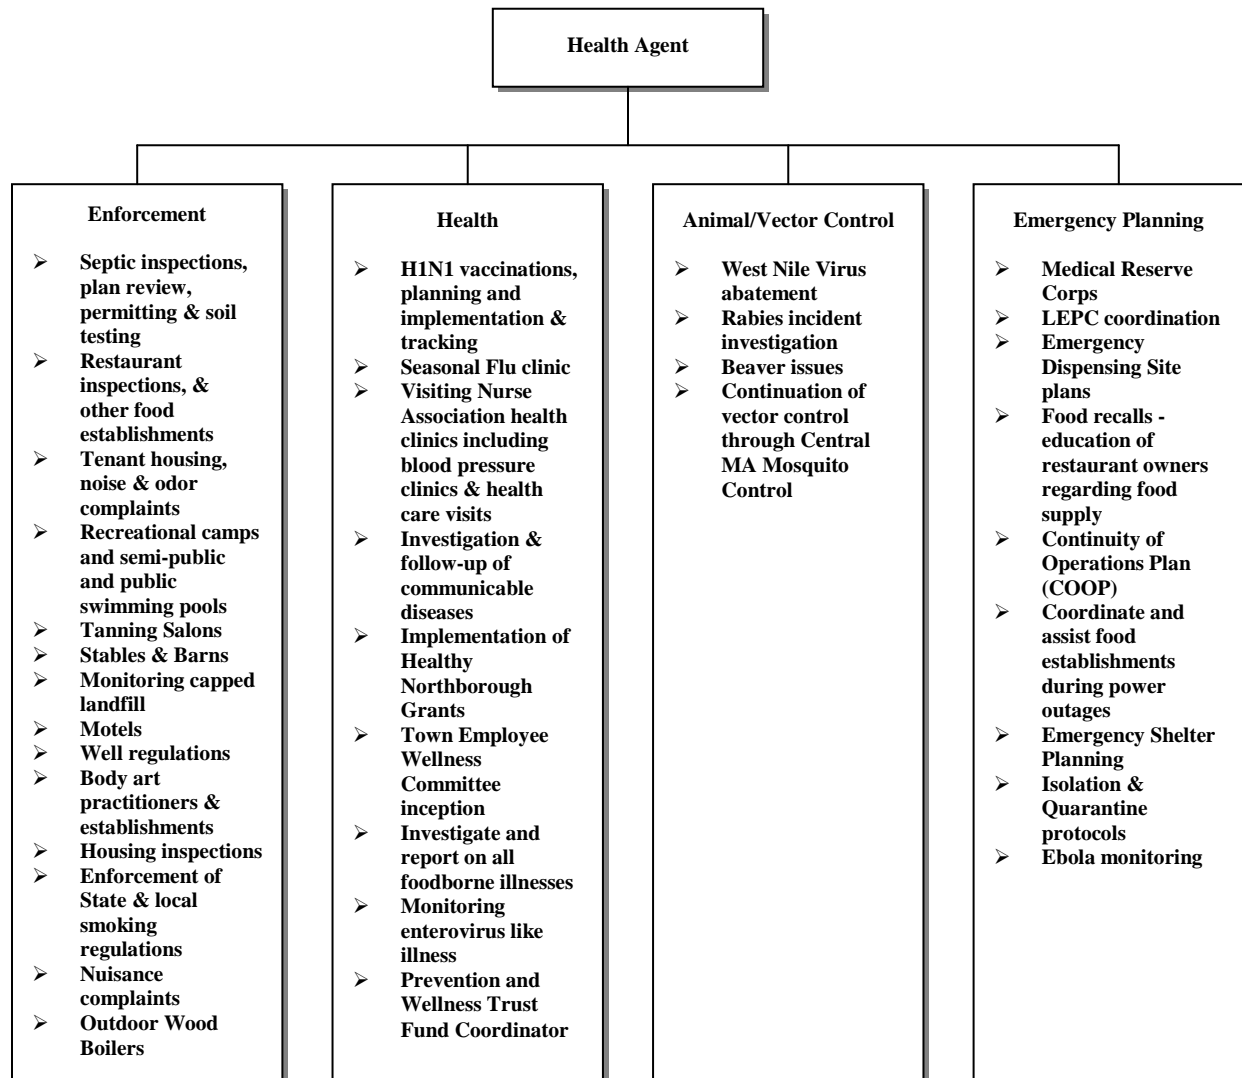 Health Agent
Enforcement
➢ Septic inspections,
plan review,
permitting & soil
testing
➢ Restaurant
inspections, &
other food
establishments
➢ Tenant housing,
noise & odor
complaints
➢ Recreational camps
and semi-public
and public
swimming pools
➢ Tanning Salons
➢ Stables & Barns
➢ Monitoring capped
landfill
➢ Motels
➢ Well regulations
➢ Body art
practitioners &
establishments
➢ Housing inspections
➢ Enforcement of
State & local
smoking
regulations
➢ Nuisance
complaints
➢ Outdoor Wood
Boilers
Health
➢ H1N1 vaccinations,
planning and
implementation &
tracking
➢ Seasonal Flu clinic
➢ Visiting Nurse
Association health
clinics including
blood pressure
clinics & health
care visits
➢ Investigation &
follow-up of
communicable
diseases
➢ Implementation of
Healthy
Northborough
Grants
➢ Town Employee
Wellness
Committee
inception
➢ Investigate and
report on all
foodborne illnesses
➢ Monitoring
enterovirus like
illness
➢ Prevention and
Wellness Trust
Fund Coordinator
Animal/Vector Control
➢ West Nile Virus
abatement
➢ Rabies incident
investigation
➢ Beaver issues
➢ Continuation of
vector control
through Central
MA Mosquito
Control
Emergency Planning
➢ Medical Reserve
Corps
➢ LEPC coordination
➢ Emergency
Dispensing Site
plans
➢ Food recalls -
education of
restaurant owners
regarding food
supply
➢ Continuity of
Operations Plan
(COOP)
➢ Coordinate and
assist food
establishments
during power
outages
➢ Emergency Shelter
Planning
➢ Isolation &
Quarantine
protocols
➢ Ebola monitoring